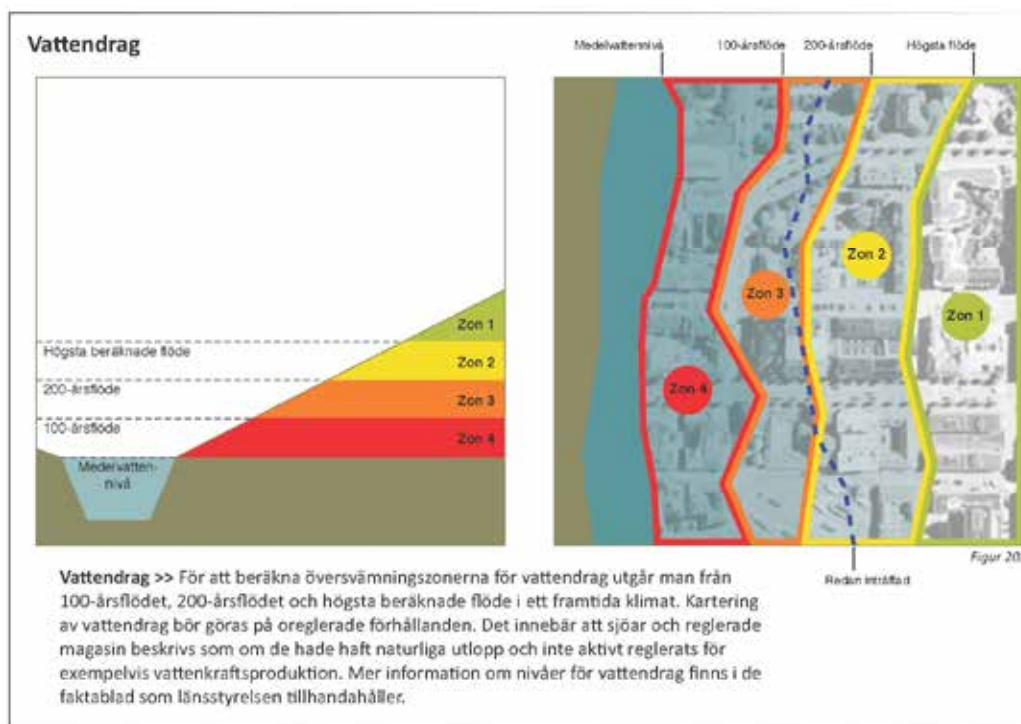 Vattendrag
Medelvattennivå
100-årsflöde
200-årsflöde
Högsta flöde
Zon 1
Högsta beräknade flöde
Zon 2
200-årsflöde
Zon 3
100-årsflöde
Zon 4
Medelvatten-
nivå
Zon 2
Zon 3
Zon 1
Zon 4
Figur 20
Redan inträffad
Vattendrag >> För att beräkna översvämningszonerna för vattendrag utgår man från
100-årsflödet, 200-årsflödet och högsta beräknade flöde i ett framtida klimat. Kartering
av vattendrag bör göras på oreglerade förhållanden. Det innebär att sjöar och reglerade
magasin beskrivs som om de hade haft naturliga utlopp och inte aktivt reglerats för
exempelvis vattenkraftsproduktion. Mer information om nivåer för vattendrag finns i de
faktablad som länsstyrelsen tillhandahåller.